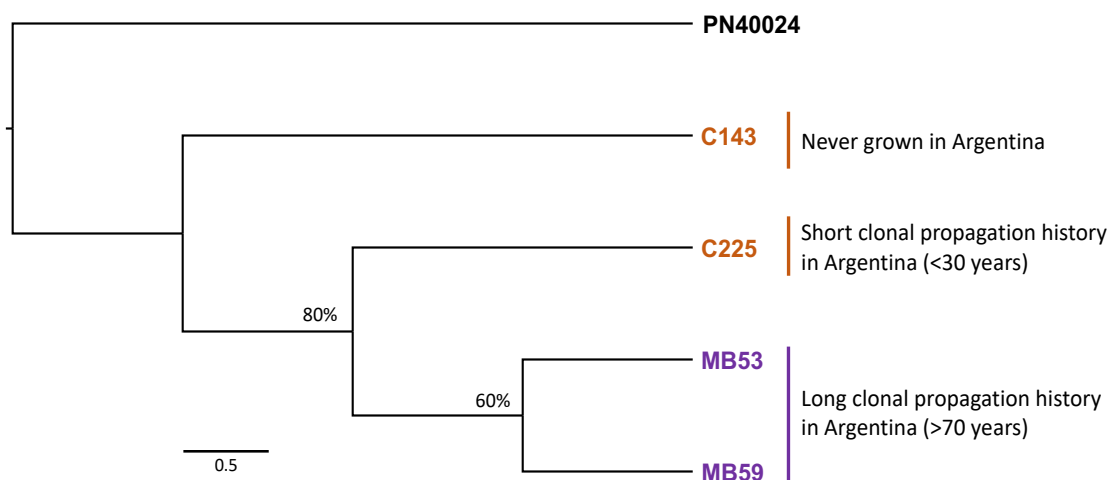 PN40024
C143
Never grown in Argentina
C225
Short clonal propagation history
in Argentina (<30 years)
80%
MB53
60%
Long clonal propagation history
in Argentina (>70 years)
0.5
MB59